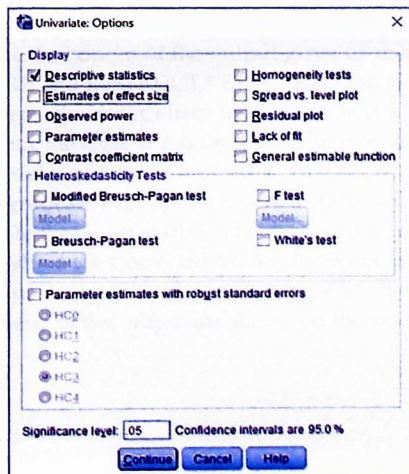 Univariate: Options
Display
Descriptive statistics
Homogeneity tests
Estimates of effect size
Spread vs. level plot
Observed power
Residual plot
Parameter estimates
Lack of fit
Contrast coefficient matrix
General estimable function
Heteroskedasticity Tests
Modified Breusch-Pagan test
F test
Model...
Model...
Breusch-Pagan test
White's test
Model...
Parameter estimates with robust standard errors
HC0
HC1
HC2
HC3
HC4
Significance level: .05 Confidence intervals are 95.0 %
Continue Cancel Help